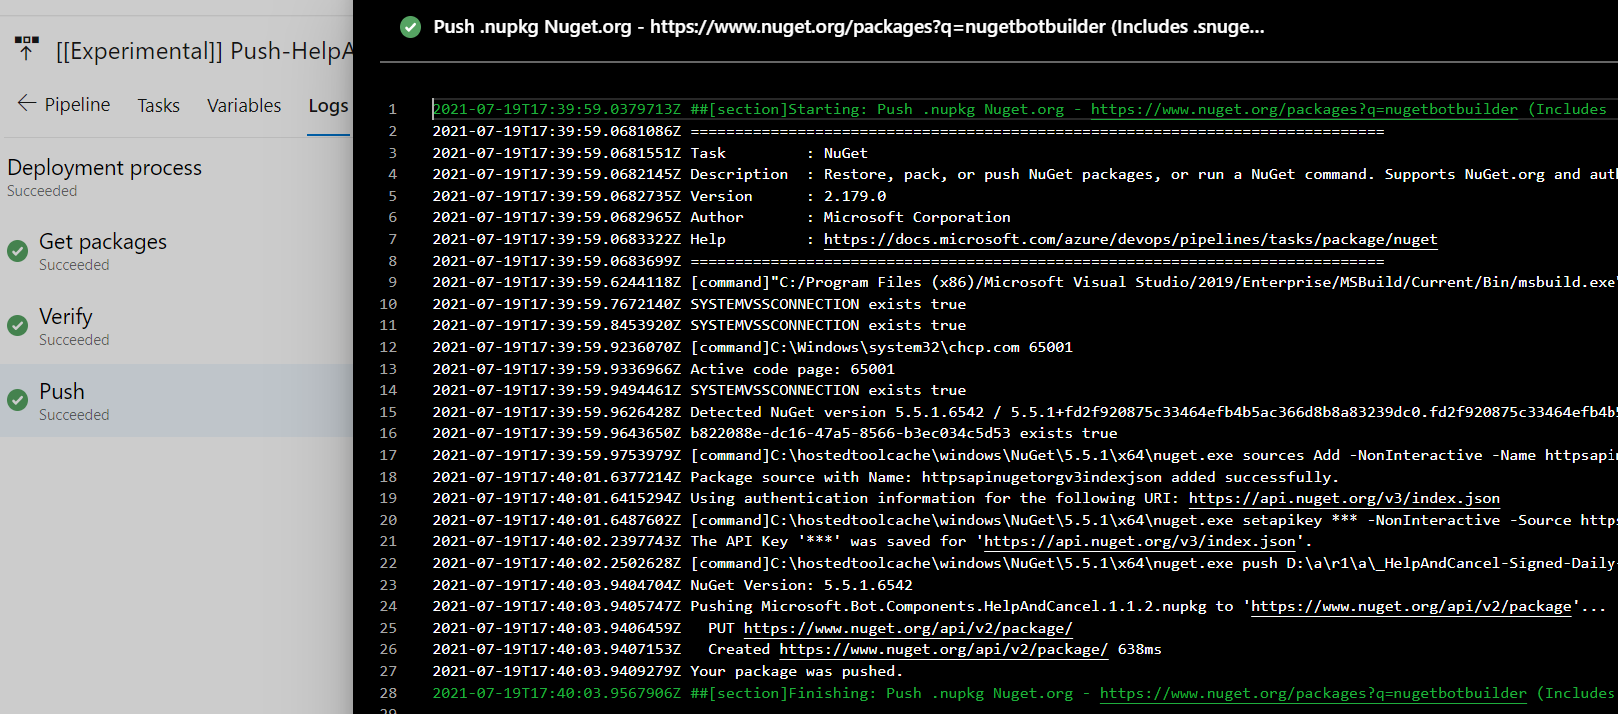 [[Experimental]] Push-HelpA
Pipeline Tasks Variables Logs
Deployment process
Succeeded
Get packages
Succeeded
Verify
Succeeded
Push
Succeeded
Push .nupkg Nuget.org - https://www.nuget.org/packages?q=nugetbotbuilder (Includes .snuge...
1 2021-07-19T17:39:59.0379713Z ##[section]Starting: Push .nupkg Nuget.org - https://www.nuget.org/packages?q=nugetbotbuilder (Includes
2 2021-07-19T17:39:59.0681086Z ==============================================================================
3 2021-07-19T17:39:59.0681551Z Task         : NuGet
4 2021-07-19T17:39:59.0682145Z Description  : Restore, pack, or push NuGet packages, or run a NuGet command. Supports NuGet.org and aut
5 2021-07-19T17:39:59.0682735Z Version      : 2.179.0
6 2021-07-19T17:39:59.0682965Z Author       : Microsoft Corporation
7 2021-07-19T17:39:59.0683322Z Help         : https://docs.microsoft.com/azure/devops/pipelines/tasks/package/nuget
8 2021-07-19T17:39:59.0683699Z ==============================================================================
9 2021-07-19T17:39:59.6244118Z [command]"C:/Program Files (x86)/Microsoft Visual Studio/2019/Enterprise/MSBuild/Current/Bin/msbuild.exe"
10 2021-07-19T17:39:59.7672140Z SYSTEMVSSCONNECTION exists true
11 2021-07-19T17:39:59.8453920Z SYSTEMVSSCONNECTION exists true
12 2021-07-19T17:39:59.9236070Z [command]C:\Windows\system32\chcp.com 65001
13 2021-07-19T17:39:59.9336966Z Active code page: 65001
14 2021-07-19T17:39:59.9494461Z SYSTEMVSSCONNECTION exists true
15 2021-07-19T17:39:59.9626428Z Detected NuGet version 5.5.1.6542 / 5.5.1+fd2f920875c33464efb4b5ac366d8b8a83239dc0.fd2f920875c33464efb4b5
16 2021-07-19T17:39:59.9643650Z b822088e-dc16-47a5-8566-b3ec034c5d53 exists true
17 2021-07-19T17:39:59.9753979Z [command]C:\hostedtoolcache\windows\NuGet\5.5.1\x64\nuget.exe sources Add -NonInteractive -Name httpsapin
18 2021-07-19T17:40:01.6377214Z Package source with Name: httpsapinugetorgv3indexjson added successfully.
19 2021-07-19T17:40:01.6415294Z Using authentication information for the following URI: https://api.nuget.org/v3/index.json
20 2021-07-19T17:40:01.6487602Z [command]C:\hostedtoolcache\windows\NuGet\5.5.1\x64\nuget.exe setapikey *** -NonInteractive -Source https
21 2021-07-19T17:40:02.2397743Z The API Key '***' was saved for 'https://api.nuget.org/v3/index.json'.
22 2021-07-19T17:40:02.2502628Z [command]C:\hostedtoolcache\windows\NuGet\5.5.1\x64\nuget.exe push D:\a\r1\a\_HelpAndCancel-Signed-Daily-
23 2021-07-19T17:40:03.9404704Z NuGet Version: 5.5.1.6542
24 2021-07-19T17:40:03.9405747Z Pushing Microsoft.Bot.Components.HelpAndCancel.1.1.2.nupkg to 'https://www.nuget.org/api/v2/package'...
25 2021-07-19T17:40:03.9406459Z   PUT https://www.nuget.org/api/v2/package/
26 2021-07-19T17:40:03.9407153Z   Created https://www.nuget.org/api/v2/package/ 638ms
27 2021-07-19T17:40:03.9409279Z Your package was pushed.
28 2021-07-19T17:40:03.9567906Z ##[section]Finishing: Push .nupkg Nuget.org - https://www.nuget.org/packages?q=nugetbotbuilder (Includes
29